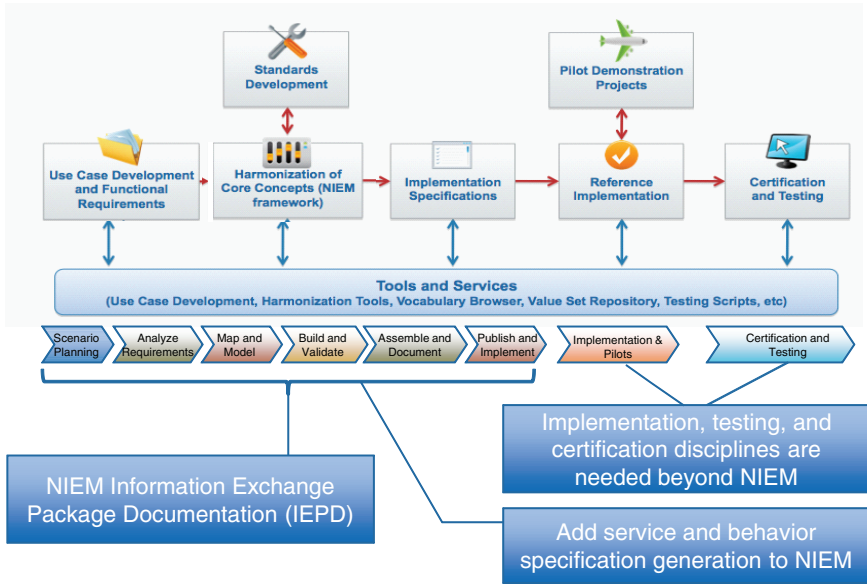 Standards
Development
Pilot Demonstration
Projects
Use Case Development
and Functional
Requirements
Harmonization of
Core Concepts (NIEM
framework)
Implementation
Specifications
Reference
Implementation
Certification
and Testing
Tools and Services
(Use Case Development, Harmonization Tools, Vocabulary Browser, Value Set Repository, Testing Scripts, etc)
Scenario
Planning
Analyze
Requirements
Map and
Model
Build and
Validate
Assemble and
Document
Publish and
Implement
Implementation &
Pilots
Certification and
Testing
Implementation, testing, and
certification disciplines are
needed beyond NIEM
NIEM Information Exchange
Package Documentation (IEPD)
Add service and behavior
specification generation to NIEM